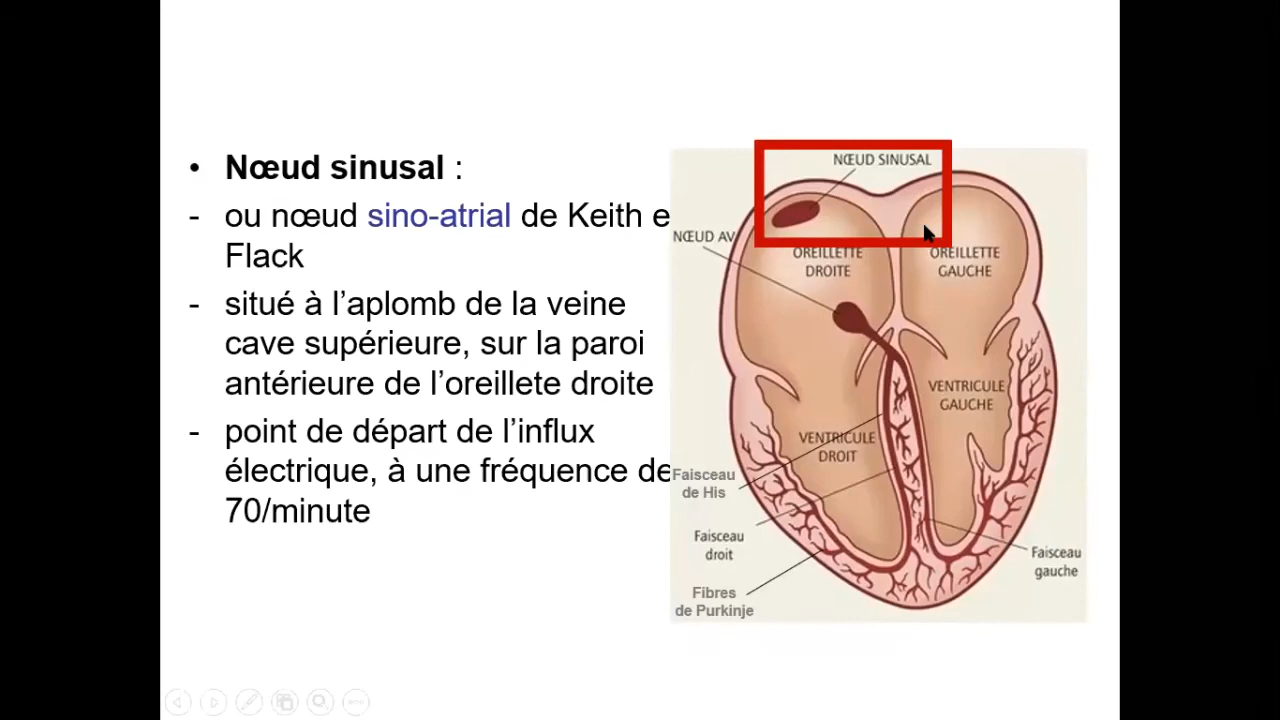 • Nœud sinusal :
- ou nœud sino-atrial de Keith e
Flack
- situé à l’aplomb de la veine
cave supérieure, sur la paroi
antérieure de l’oreillete droite
- point de départ de l’influx
électrique, à une fréquence de
70/minute
NŒUD SINUSAL
NŒUD AV
OREILLETTE
DROITE
OREILLETTE
GAUCHE
VENTRICULE
GAUCHE
VENTRICULE
DROIT
Faisceau
de His
Faisceau
droit
Faisceau
gauche
Fibres
de Purkinje